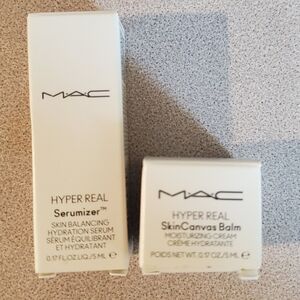 MAC
HYPER REAL
Serumizer™
SKIN BALANCING
HYDRATION SERUM
SÉRUM ÉQUILIBRANT
ET HYDRATANT
0.17 FL.OZ.LIQ./5 ML ℮
MAC
HYPER REAL
SkinCanvas Balm
MOISTURIZING CREAM
CRÈME HYDRATANTE
POIDS NET WT. 0.17 OZ/5 ML ℮